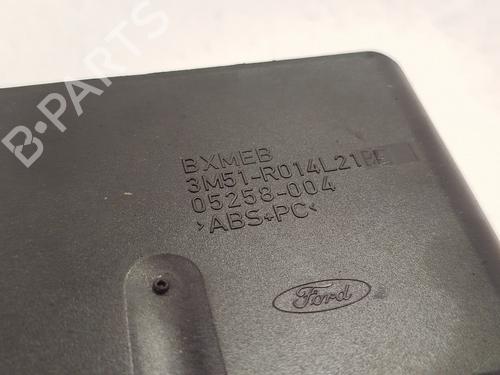 B-PARTS
BXMEB
3M51-R014L21
05258-004
>ABS+PC<
Ford